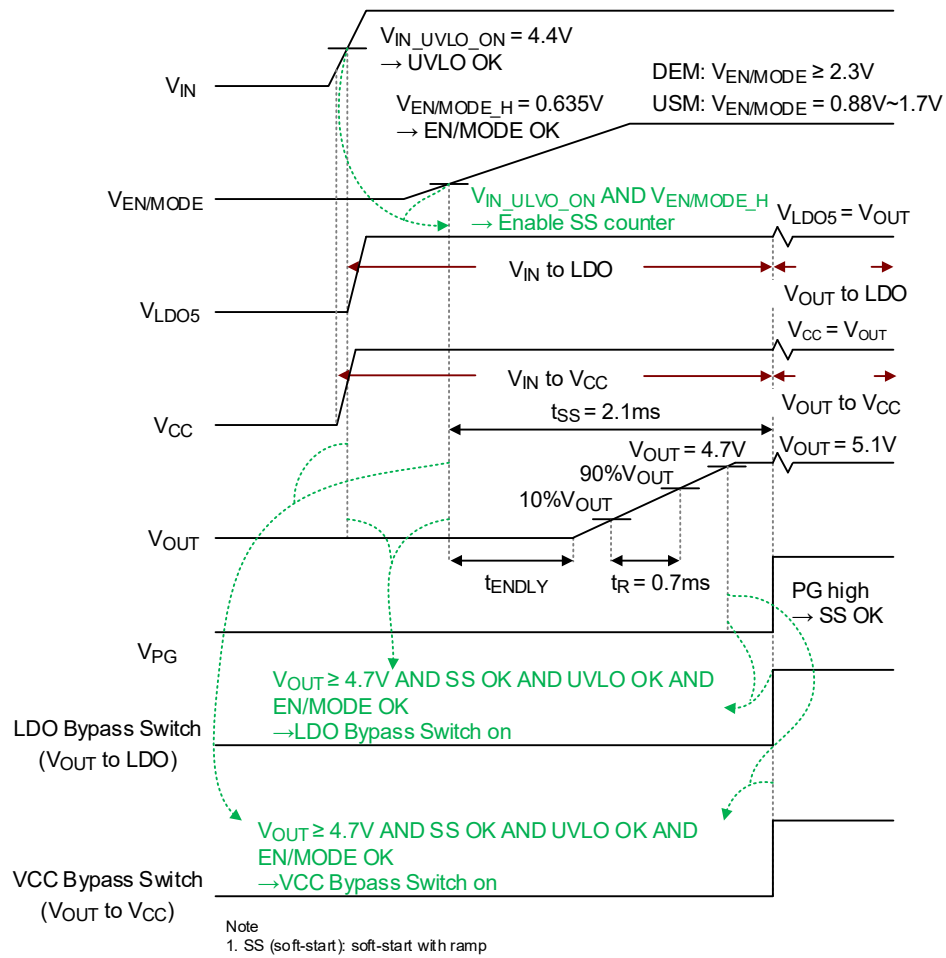 V_IN_UVLO_ON = 4.4V
→ UVLO OK
V_IN
DEM: V_EN/MODE ≥ 2.3V
USM: V_EN/MODE = 0.88V~1.7V
V_EN/MODE_H = 0.635V
→ EN/MODE OK
V_EN/MODE
V_IN_ULVO_ON AND V_EN/MODE_H
→ Enable SS counter
V_LDO5 = V_OUT
V_IN to LDO
V_OUT to LDO
V_LDO5
V_CC = V_OUT
V_IN to V_CC
V_OUT to V_CC
t_SS = 2.1ms
V_CC
V_OUT = 4.7V
V_OUT = 5.1V
90%V_OUT
10%V_OUT
V_OUT
t_ENDLY
t_R = 0.7ms
PG high
→ SS OK
V_PG
V_OUT ≥ 4.7V AND SS OK AND UVLO OK AND
EN/MODE OK
→LDO Bypass Switch on
LDO Bypass Switch
(V_OUT to LDO)
V_OUT ≥ 4.7V AND SS OK AND UVLO OK AND
EN/MODE OK
→VCC Bypass Switch on
VCC Bypass Switch
(V_OUT to V_CC)
Note
1. SS (soft-start): soft-start with ramp